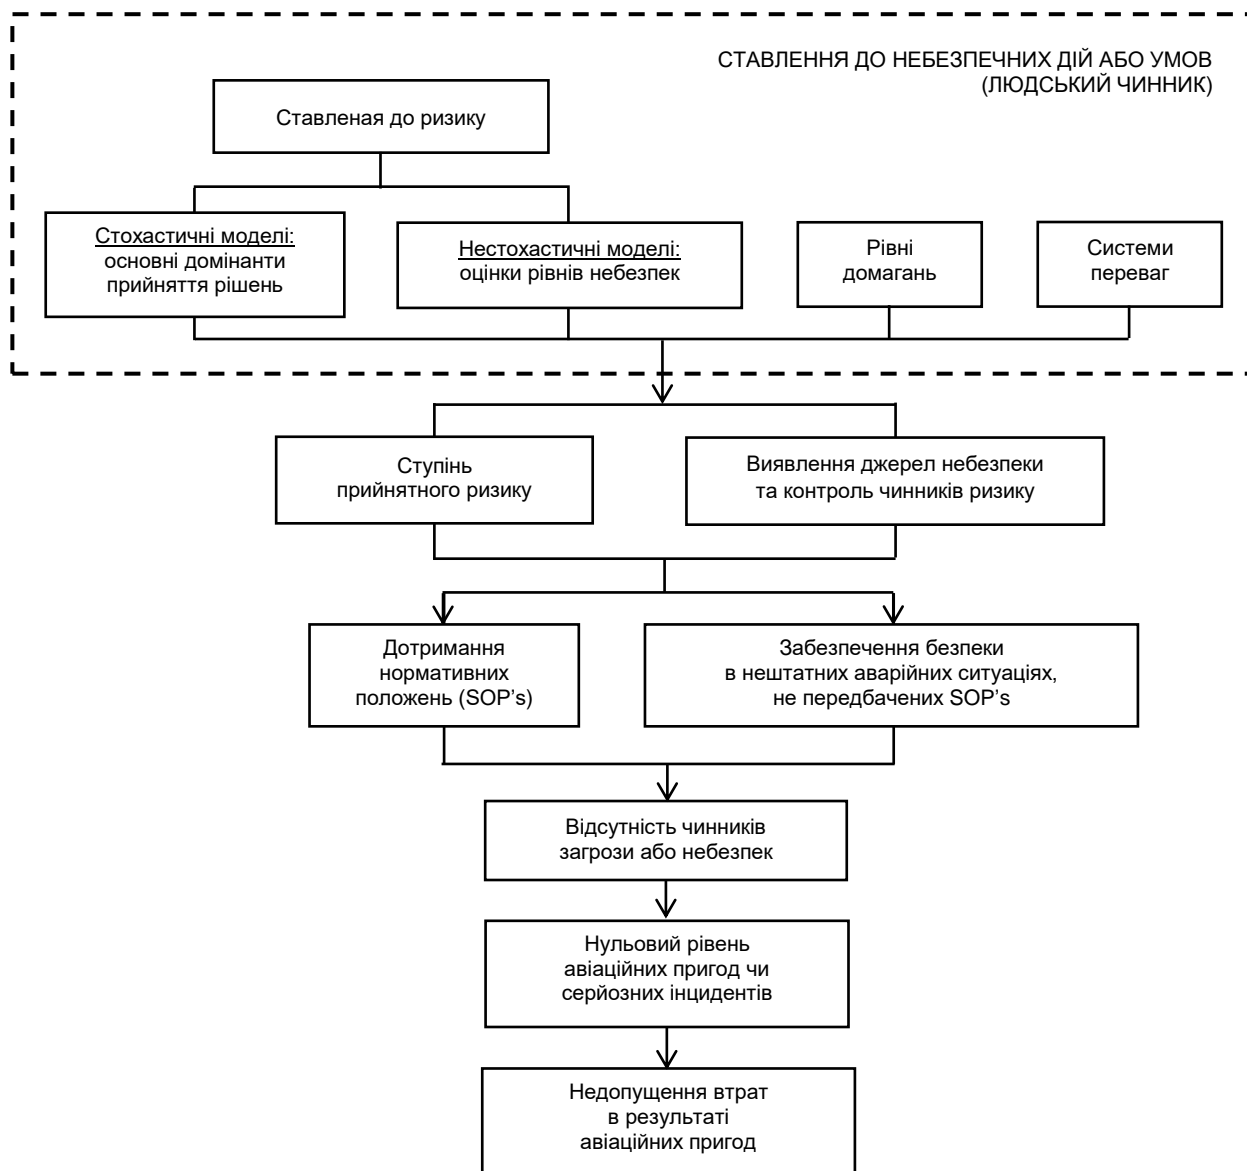 СТАВЛЕННЯ ДО НЕБЕЗПЕЧНИХ ДІЙ АБО УМОВ
(ЛЮДСЬКИЙ ЧИННИК)
Ставленая до ризику
Стохастичні моделі:
основні домінанти
прийняття рішень
Нестохастичні моделі:
оцінки рівнів небезпек
Рівні
домагань
Системи
переваг
Ступінь
прийнятного ризику
Виявлення джерел небезпеки
та контроль чинників ризику
Дотримання
нормативних
положень (SOP’s)
Забезпечення безпеки
в нештатних аварійних ситуаціях,
не передбачених SOP’s
Відсутність чинників
загрози або небезпек
Нульовий рівень
авіаційних пригод чи
серйозних інцидентів
Недопущення втрат
в результаті
авіаційних пригод